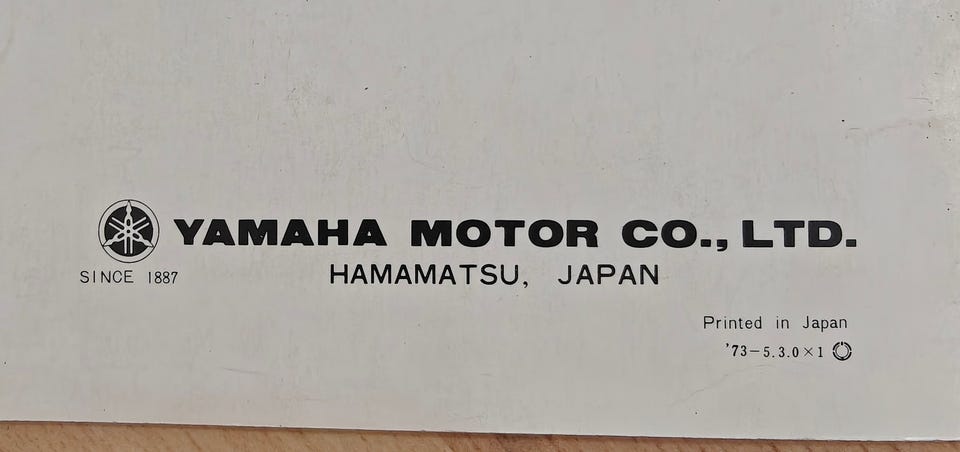 YAMAHA MOTOR CO., LTD.
SINCE 1887
HAMAMATSU, JAPAN
Printed in Japan
'73-5.3.0×1